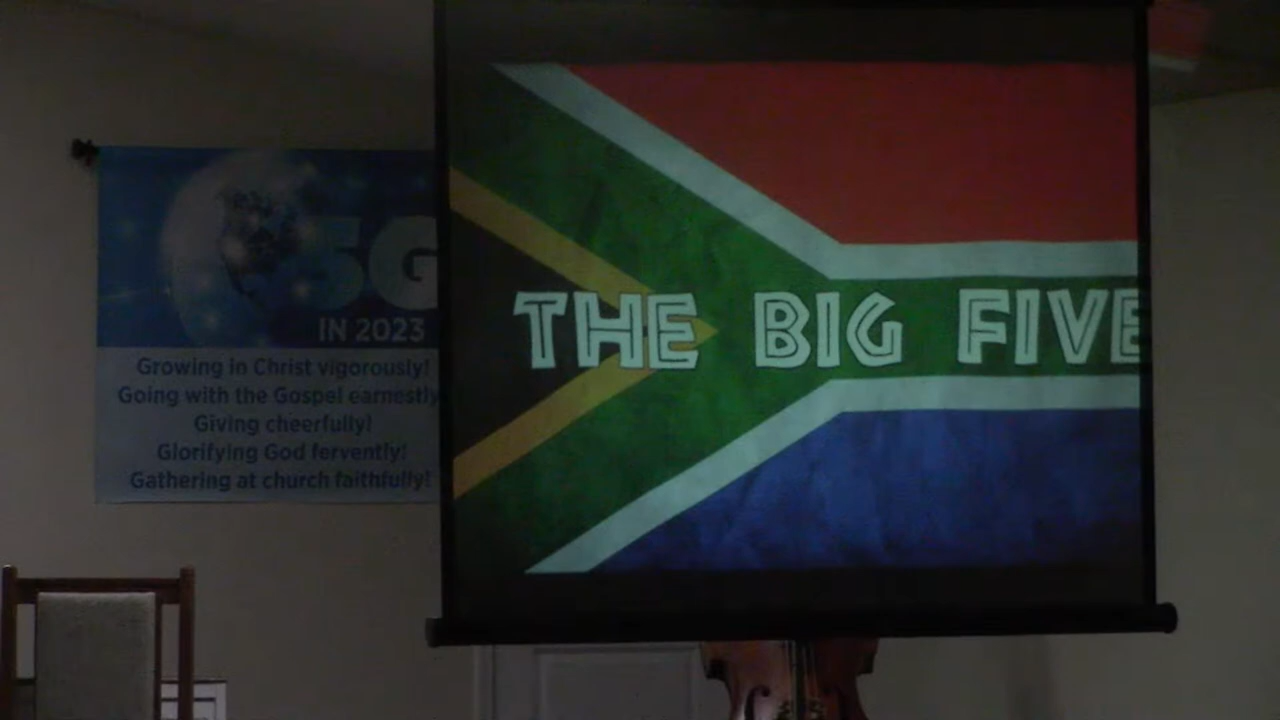 5G
IN 2023
Growing in Christ vigorously!
Going with the Gospel earnestly
Giving cheerfully!
Glorifying God fervently!
Gathering at church faithfully!
THE BIG FIVE